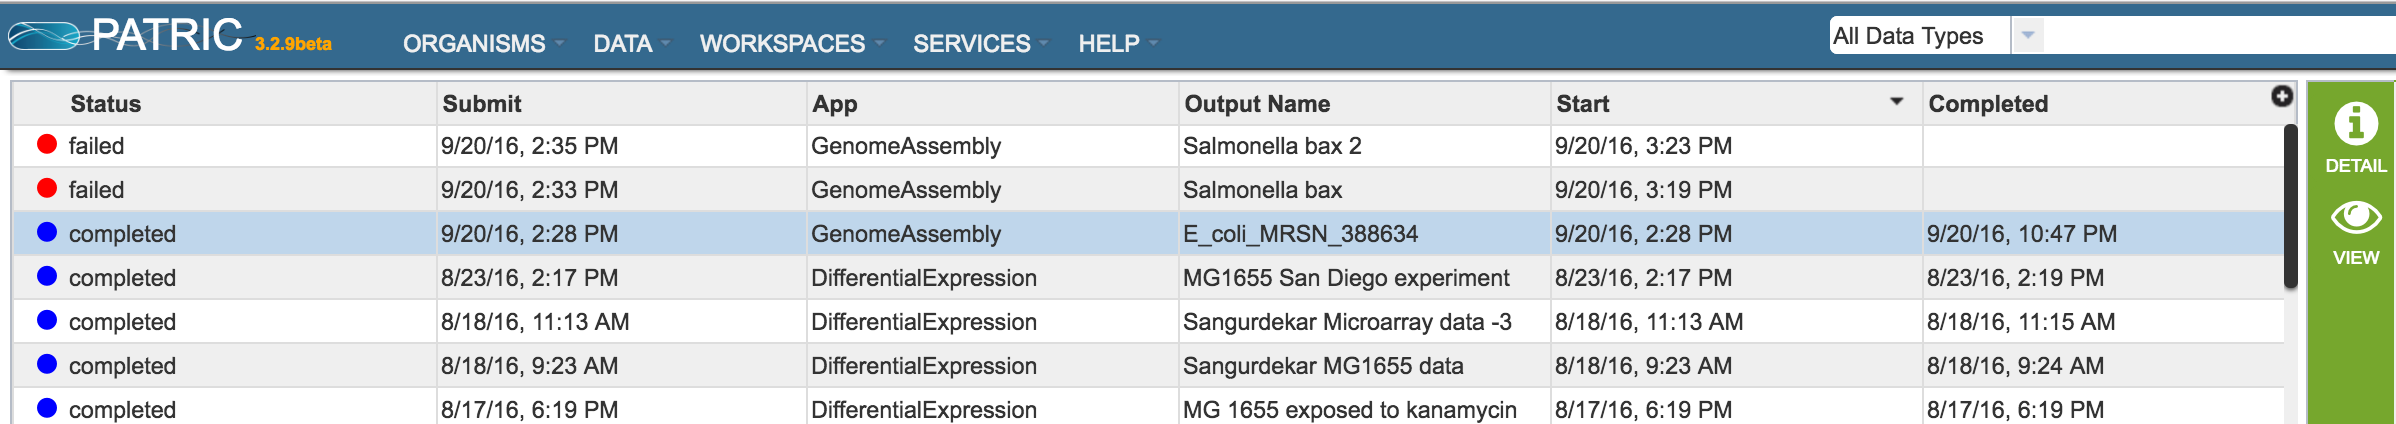 PATRIC 3.2.9beta ORGANISMS DATA WORKSPACES SERVICES HELP All Data Types
Status Submit App Output Name Start Completed
failed 9/20/16, 2:35 PM GenomeAssembly Salmonella bax 2 9/20/16, 3:23 PM
failed 9/20/16, 2:33 PM GenomeAssembly Salmonella bax 9/20/16, 3:19 PM
completed 9/20/16, 2:28 PM GenomeAssembly E_coli_MRSN_388634 9/20/16, 2:28 PM 9/20/16, 10:47 PM
completed 8/23/16, 2:17 PM DifferentialExpression MG1655 San Diego experiment 8/23/16, 2:17 PM 8/23/16, 2:19 PM
completed 8/18/16, 11:13 AM DifferentialExpression Sangurdekar Microarray data -3 8/18/16, 11:13 AM 8/18/16, 11:15 AM
completed 8/18/16, 9:23 AM DifferentialExpression Sangurdekar MG1655 data 8/18/16, 9:23 AM 8/18/16, 9:24 AM
completed 8/17/16, 6:19 PM DifferentialExpression MG 1655 exposed to kanamycin 8/17/16, 6:19 PM 8/17/16, 6:19 PM
DETAIL
VIEW